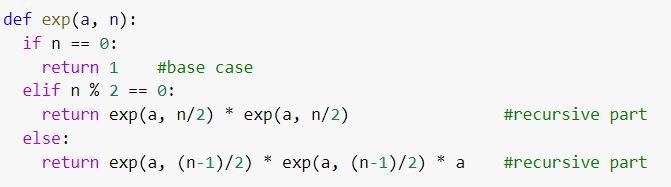 def exp(a, n):
  if n == 0:
    return 1    #base case
  elif n % 2 == 0:
    return exp(a, n/2) * exp(a, n/2)                #recursive part
  else:
    return exp(a, (n-1)/2) * exp(a, (n-1)/2) * a    #recursive part